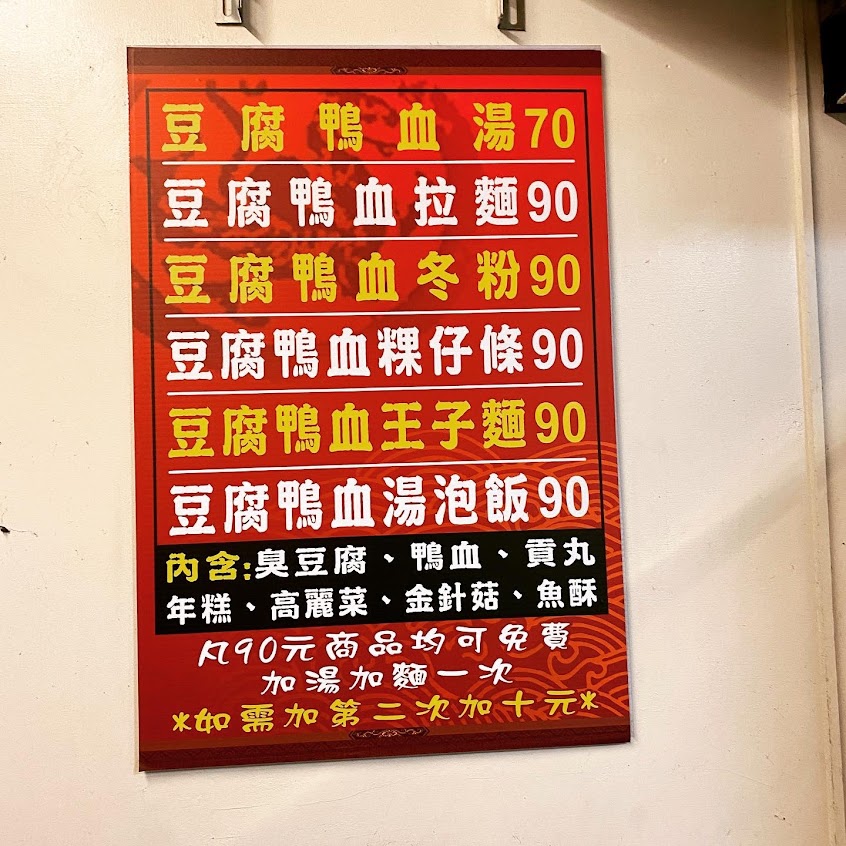 豆腐鴨血湯70
豆腐鴨血拉麵90
豆腐鴨血冬粉90
豆腐鴨血粿仔條90
豆腐鴨血王子麵90
豆腐鴨血湯泡飯90
內含:臭豆腐、鴨血、貢丸
年糕、高麗菜、金針菇、魚酥
凡90元商品均可免費
加湯加麵一次
*如需加第二次加十元*